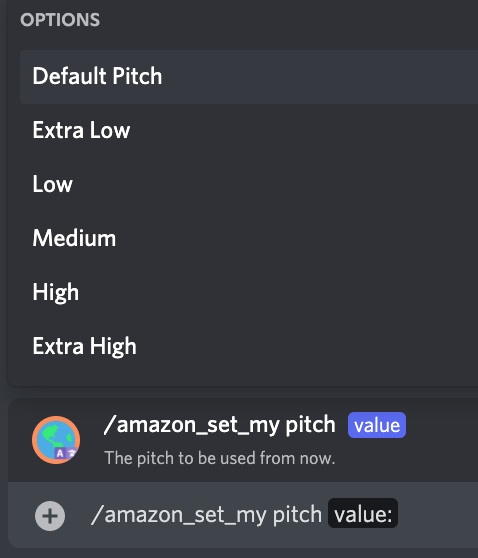 OPTIONS
Default Pitch
Extra Low
Low
Medium
High
Extra High
/amazon_set_my pitch value
The pitch to be used from now.
/amazon_set_my pitch value: